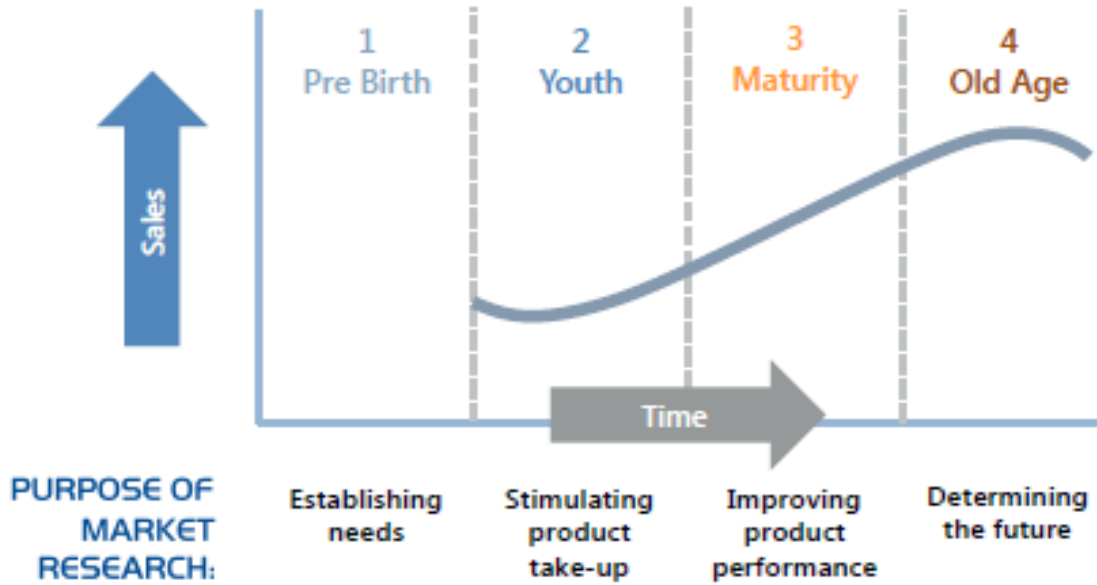 1
Pre Birth
2
Youth
3
Maturity
4
Old Age
Sales
Time
PURPOSE OF
MARKET
RESEARCH:
Establishing
needs
Stimulating
product
take-up
Improving
product
performance
Determining
the future